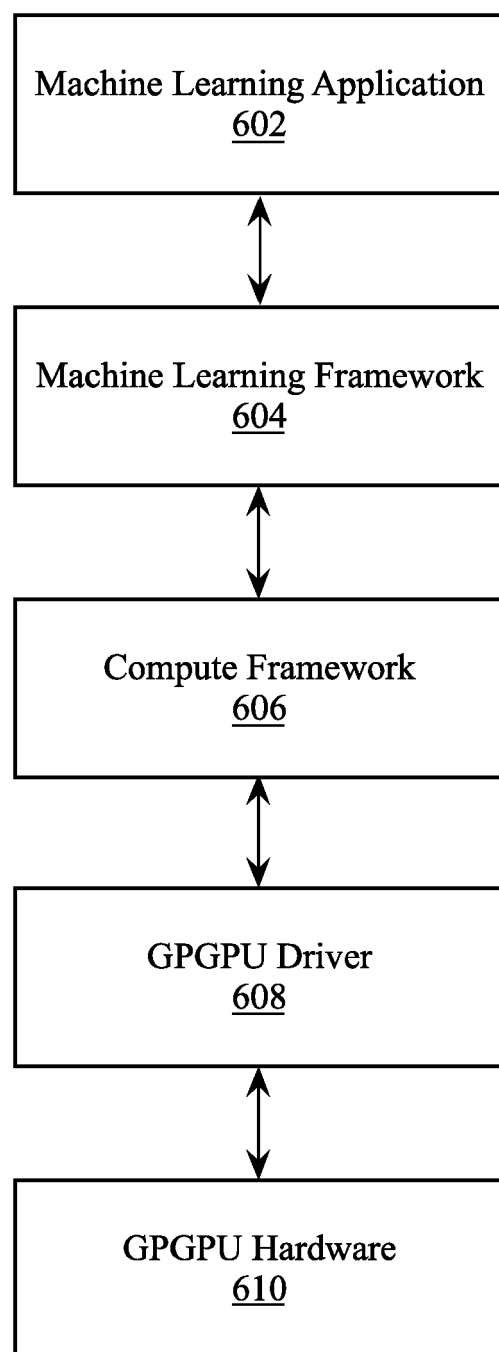 Machine Learning Application
602
Machine Learning Framework
604
Compute Framework
606
GPGPU Driver
608
GPGPU Hardware
610